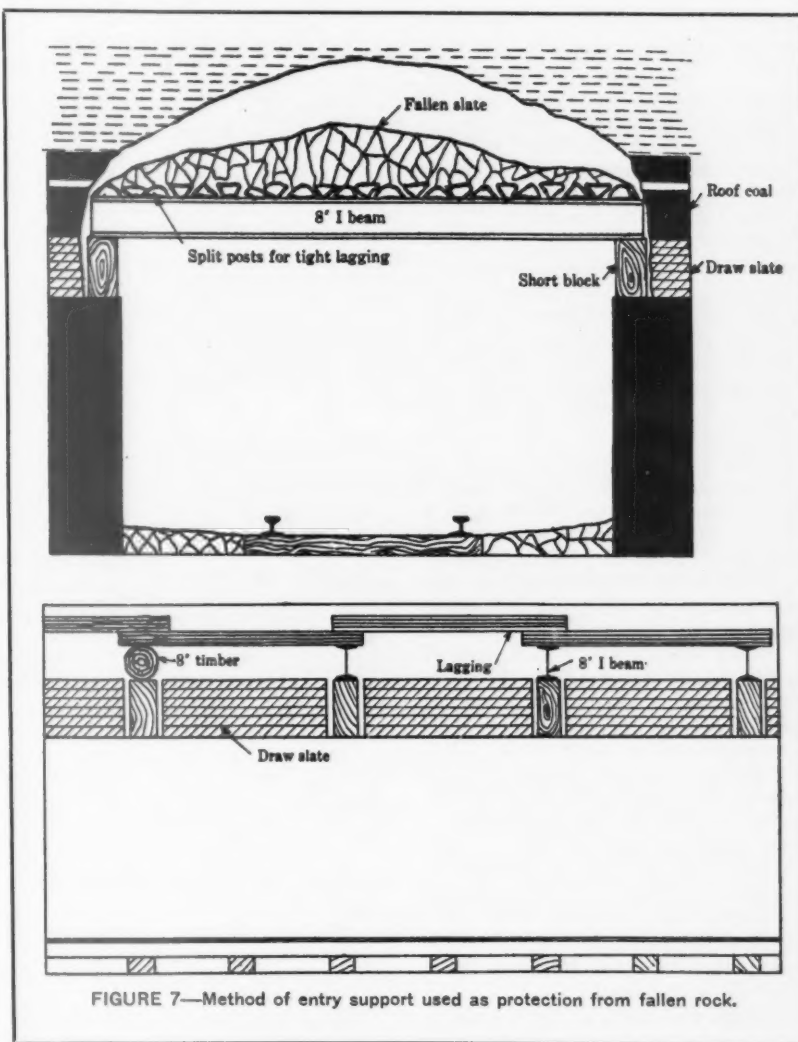 Fallen slate
Roof coal
8" I beam
Split posts for tight lagging
Short block
Draw slate
8" timber
Lagging
8" I beam
Draw slate
FIGURE 7—Method of entry support used as protection from fallen rock.